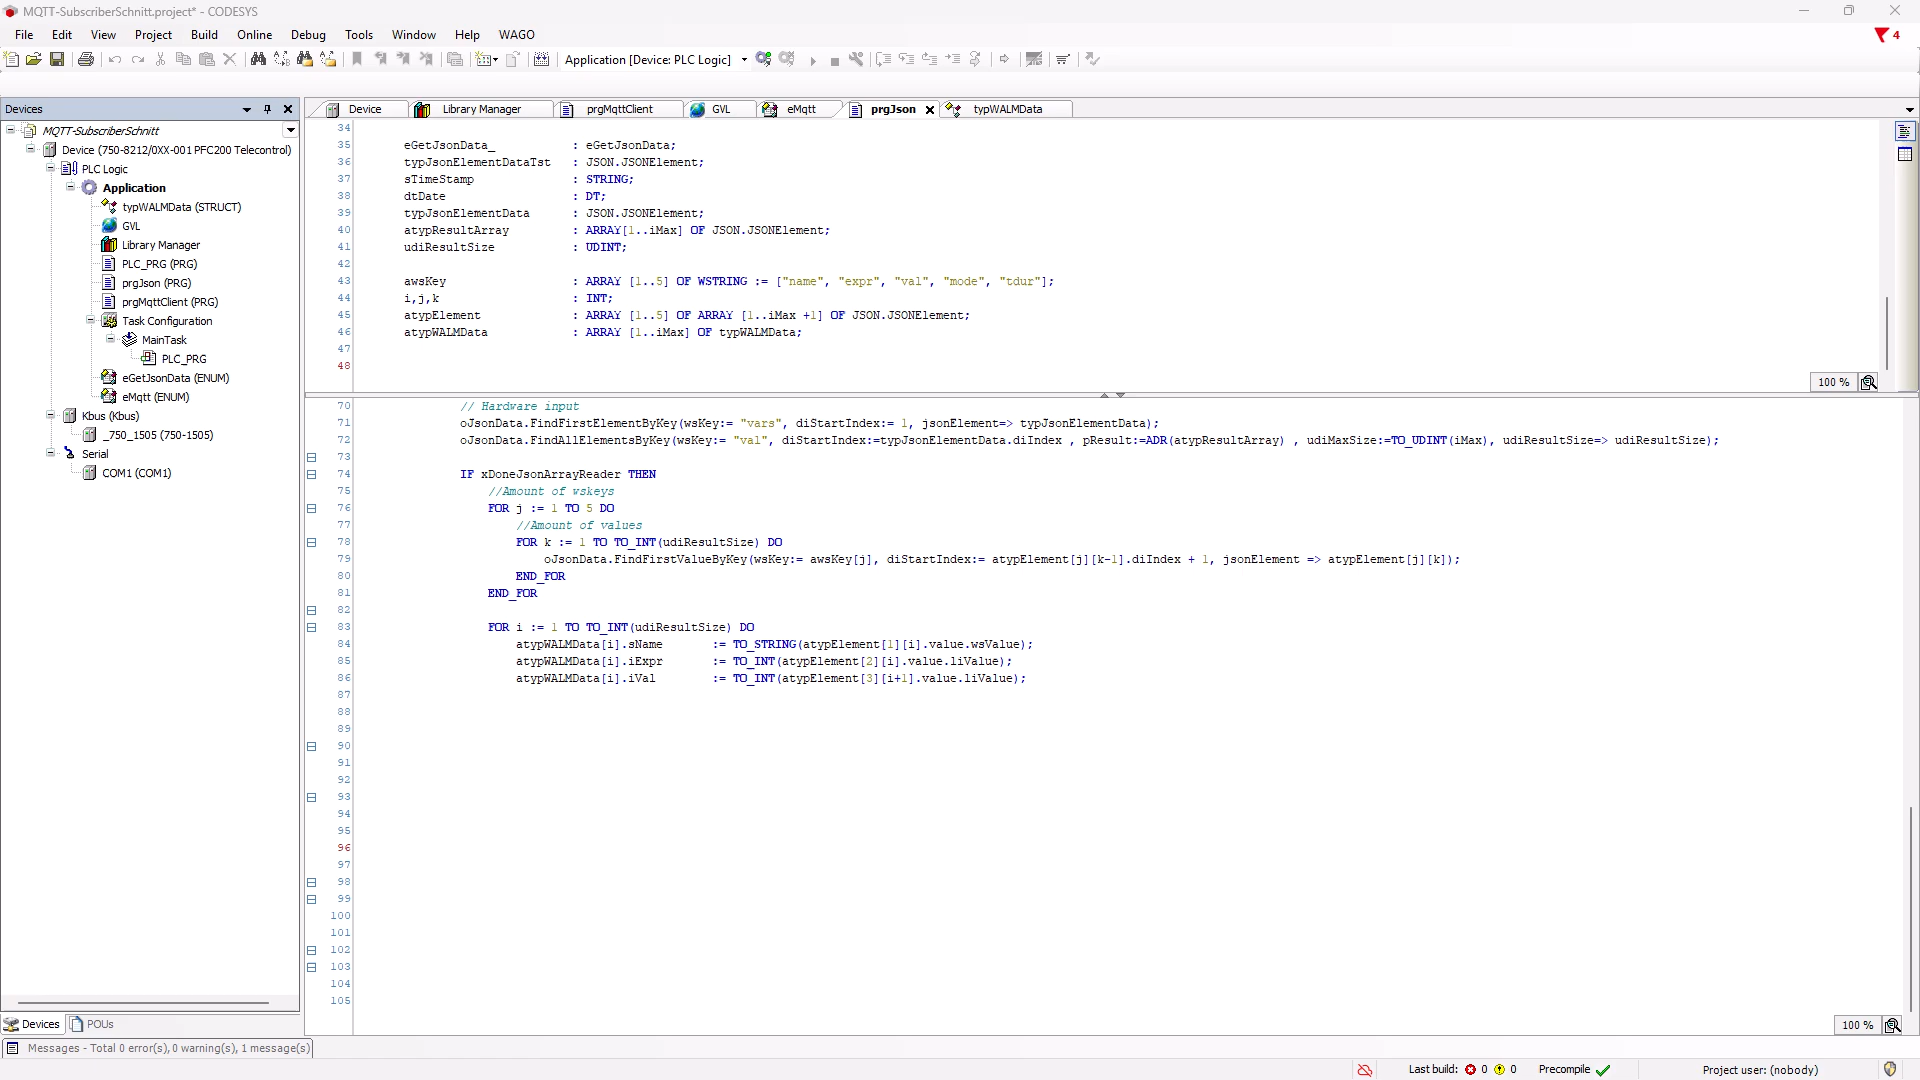 MQTT-SubscriberSchnitt.project* - CODESYS
File Edit View Project Build Online Debug Tools Window Help WAGO
4
Application [Device: PLC Logic]
Devices
MQTT-SubscriberSchnitt
Device (750-8212/0XX-001 PFC200 Telecontrol)
PLC Logic
Application
typWALMData (STRUCT)
GVL
Library Manager
PLC_PRG (PRG)
prgJson (PRG)
prgMqttClient (PRG)
Task Configuration
MainTask
PLC_PRG
eGetJsonData (ENUM)
eMqtt (ENUM)
Kbus (Kbus)
_750_1505 (750-1505)
Serial
COM1 (COM1)
Devices POUs
Device Library Manager prgMqttClient GVL eMqtt prgJson typWALMData
34
35 eGetJsonData_ : eGetJsonData;
36 typJsonElementDataTst : JSON.JSONElement;
37 sTimeStamp : STRING;
38 dtDate : DT;
39 typJsonElementData : JSON.JSONElement;
40 atypResultArray : ARRAY[1..iMax] OF JSON.JSONElement;
41 udiResultSize : UDINT;
42
43 awsKey : ARRAY [1..5] OF WSTRING := ["name", "expr", "val", "mode", "tdur"];
44 i,j,k : INT;
45 atypElement : ARRAY [1..5] OF ARRAY [1..iMax +1] OF JSON.JSONElement;
46 atypWALMData : ARRAY [1..iMax] OF typWALMData;
47
48
100 %
70 // Hardware input
71 oJsonData.FindFirstElementByKey(wsKey:= "vars", diStartIndex:= 1, jsonElement=> typJsonElementData);
72 oJsonData.FindAllElementsByKey(wsKey:= "val", diStartIndex:=typJsonElementData.diIndex , pResult:=ADR(atypResultArray) , udiMaxSize:=TO_UDINT(iMax), udiResultSize=> udiResultSize);
73
74 IF xDoneJsonArrayReader THEN
75 //Amount of wskeys
76 FOR j := 1 TO 5 DO
77 //Amount of values
78 FOR k := 1 TO TO_INT(udiResultSize) DO
79 oJsonData.FindFirstValueByKey(wsKey:= awsKey[j], diStartIndex:= atypElement[j][k-1].diIndex + 1, jsonElement => atypElement[j][k]);
80 END_FOR
81 END_FOR
82
83 FOR i := 1 TO TO_INT(udiResultSize) DO
84 atypWALMData[i].sName := TO_STRING(atypElement[1][i].value.wsValue);
85 atypWALMData[i].iExpr := TO_INT(atypElement[2][i].value.liValue);
86 atypWALMData[i].iVal := TO_INT(atypElement[3][i+1].value.liValue);
87
88
89
90
91
92
93
94
95
96
97
98
99
100
101
102
103
104
105
100 %
Messages - Total 0 error(s), 0 warning(s), 1 message(s)
Last build: 0 0 Precompile Project user: (nobody)